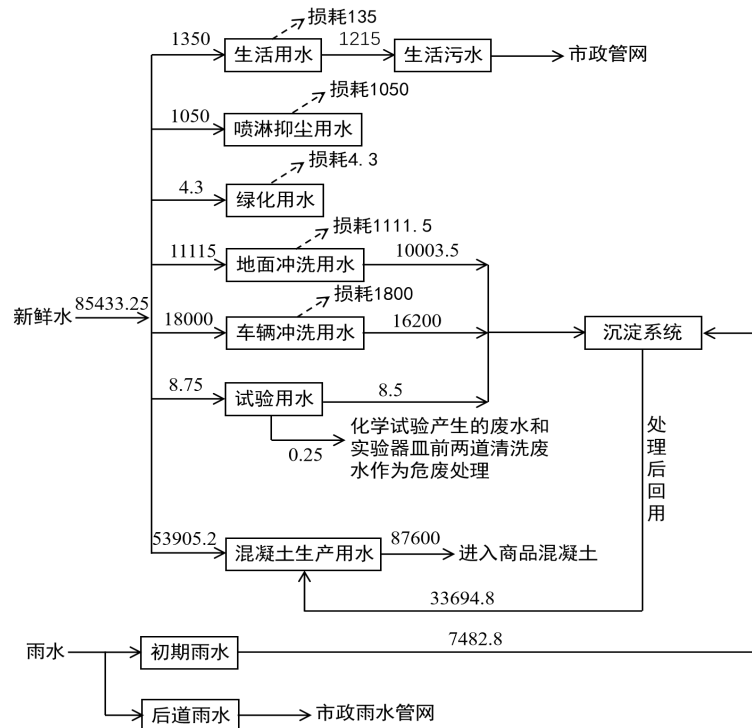 损耗135
1350
生活用水
1215
生活污水
市政管网
损耗1050
1050
喷淋抑尘用水
损耗4.3
4.3
绿化用水
损耗1111.5
11115
地面冲洗用水
10003.5
新鲜水
85433.25
损耗1800
18000
车辆冲洗用水
16200
沉淀系统
8.75
试验用水
8.5
0.25
化学试验产生的废水和
实验器皿前两道清洗废
水作为危废处理
处理后回用
53905.2
混凝土生产用水
87600
进入商品混凝土
33694.8
雨水
初期雨水
7482.8
后道雨水
市政雨水管网